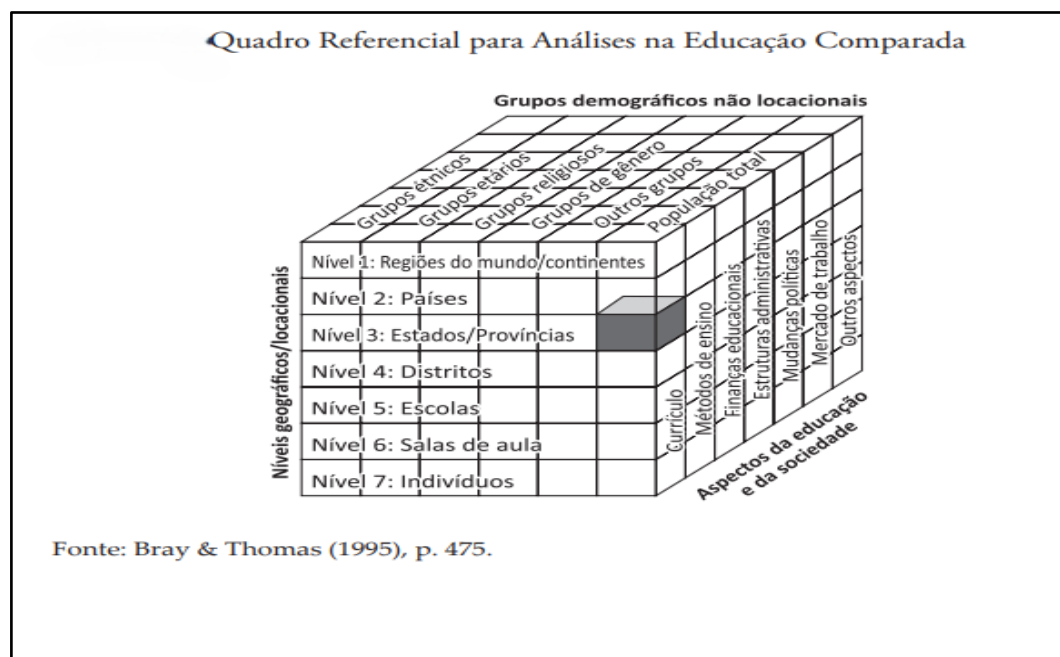 Quadro Referencial para Análises na Educação Comparada
Grupos demográficos não locacionais
Grupos étnicos
Grupos etários
Grupos religiosos
Grupos de gênero
Outros grupos
População total
Níveis geográficos/locacionais
Nível 1: Regiões do mundo/continentes
Nível 2: Países
Nível 3: Estados/Províncias
Nível 4: Distritos
Nível 5: Escolas
Nível 6: Salas de aula
Nível 7: Indivíduos
Currículo
Métodos de ensino
Finanças educacionais
Estruturas administrativas
Mudanças políticas
Mercado de trabalho
Outros aspectos
Aspectos da educação
e da sociedade
Fonte: Bray & Thomas (1995), p. 475.